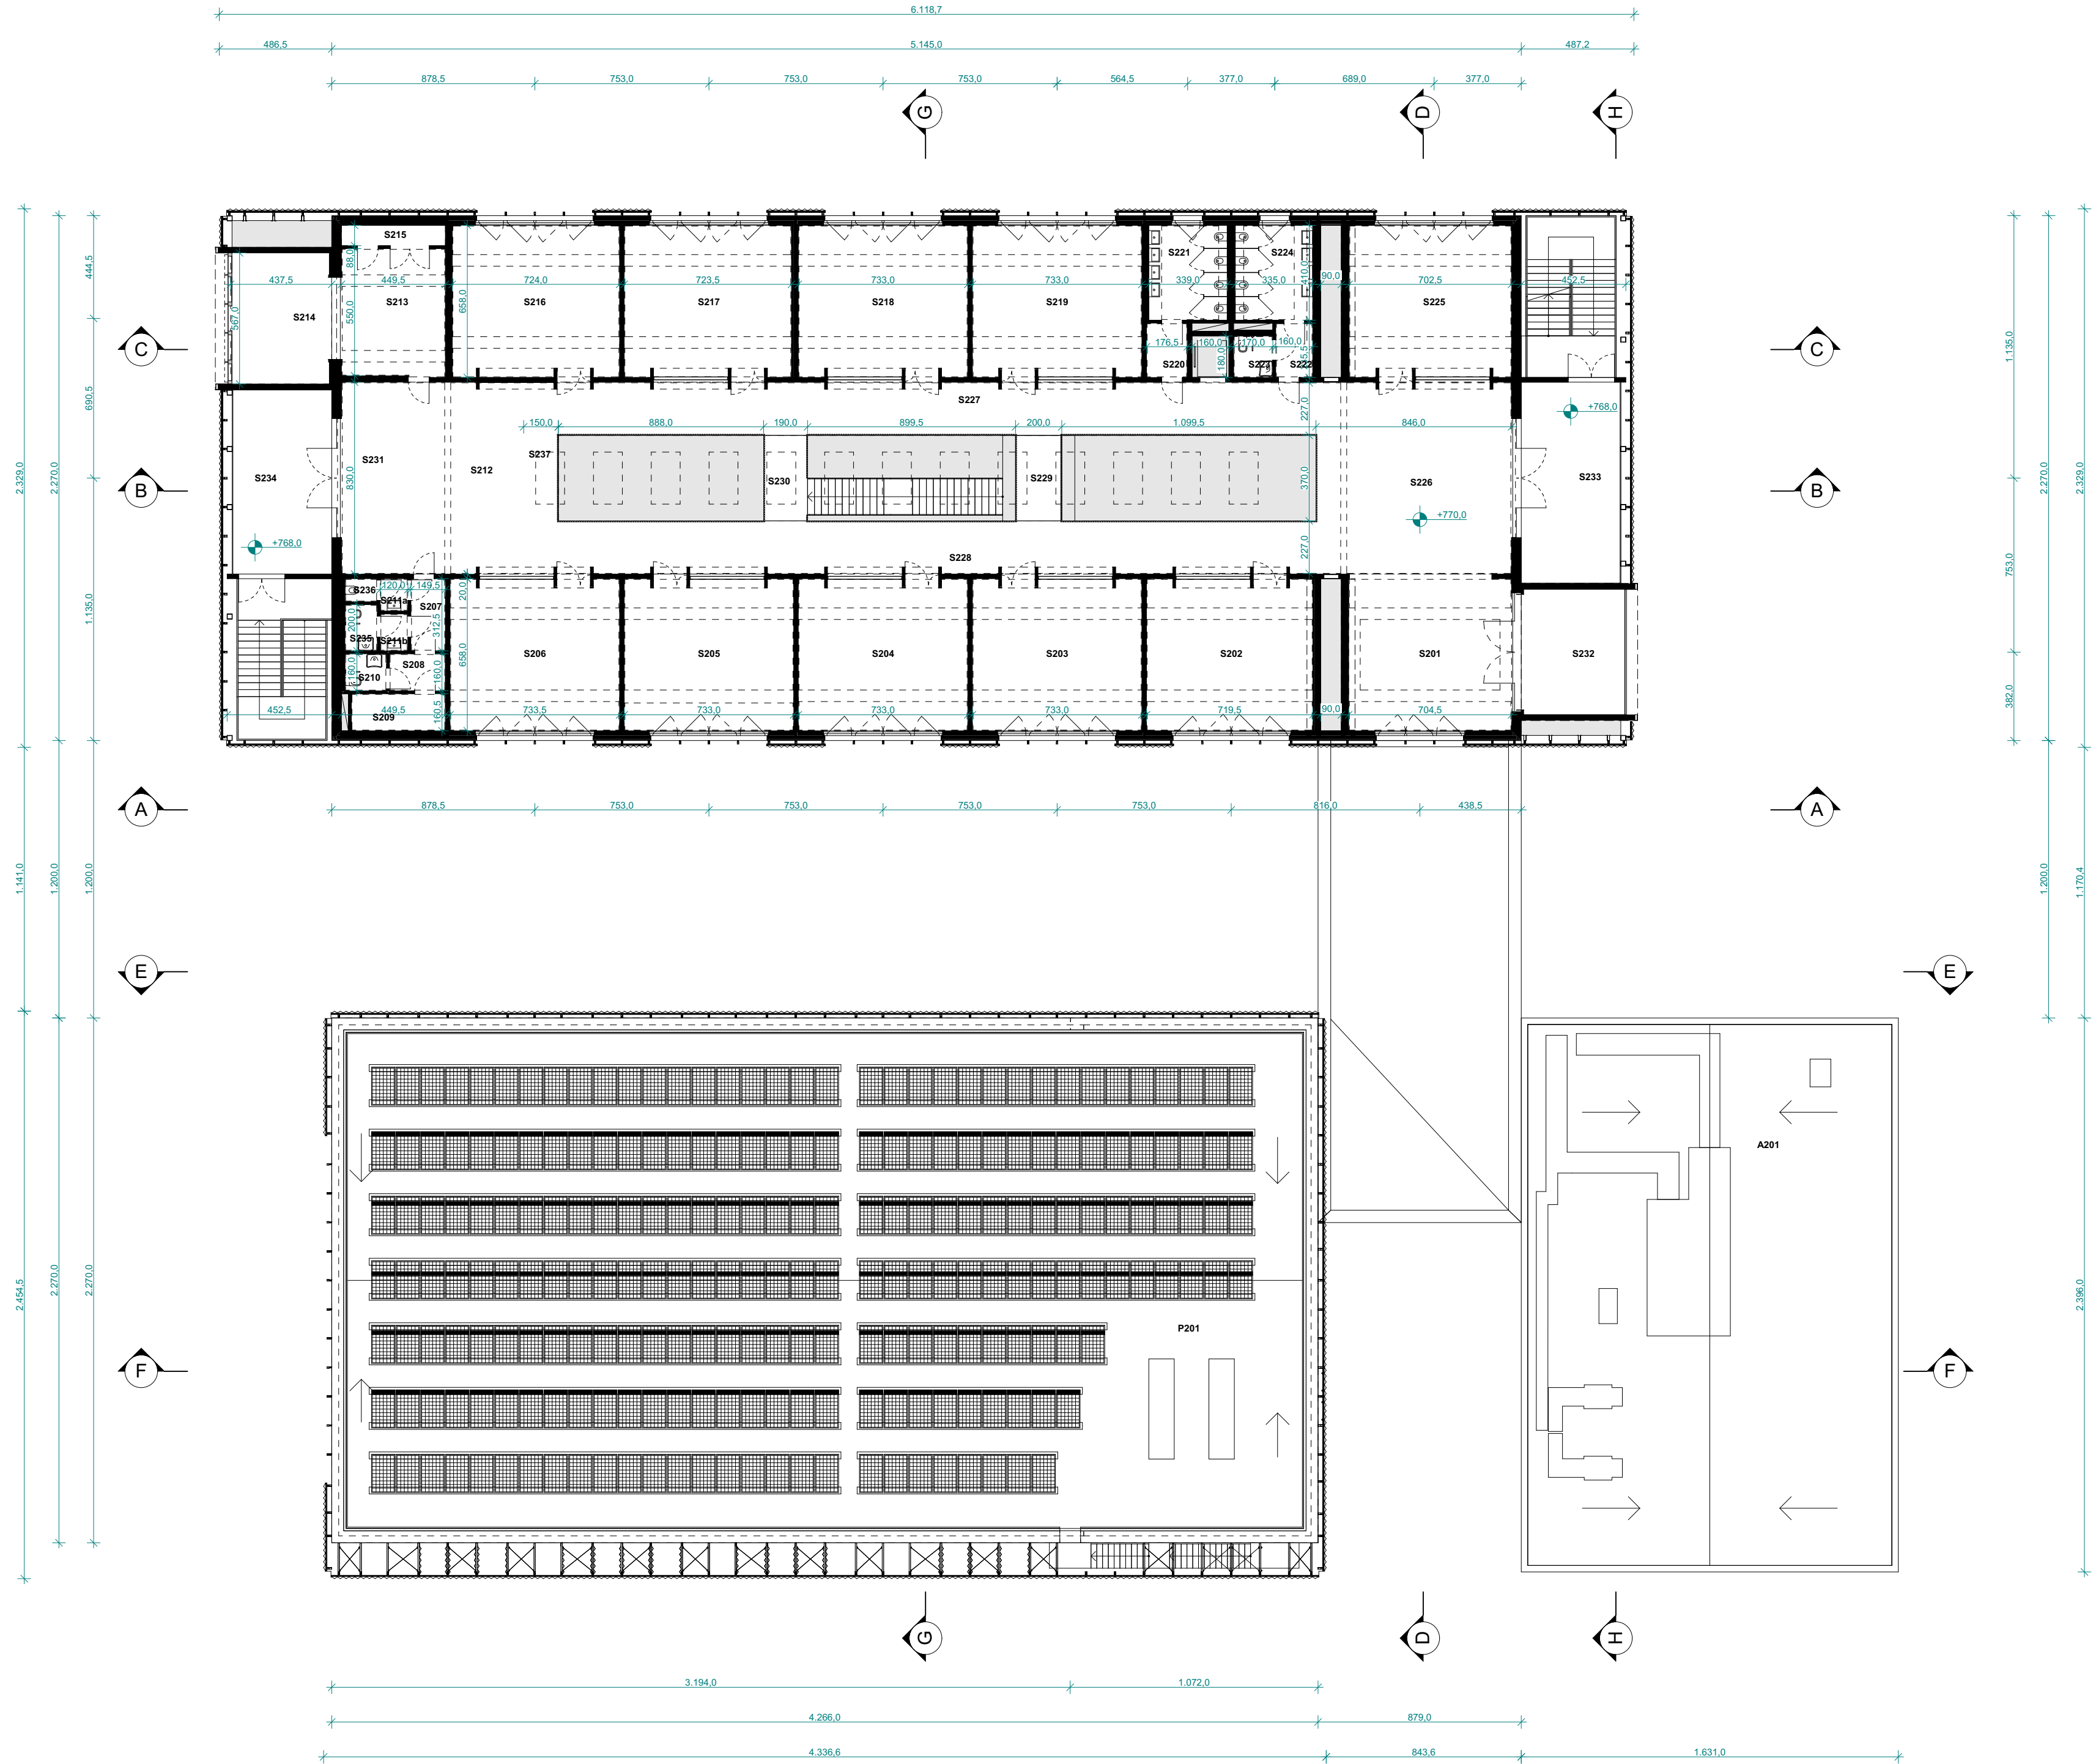 6.118,7
486,5 5.145,0 487,2
878,5 753,0 753,0 753,0 564,5 377,0 689,0 377,0
G D H
S215
S221 S224
88,0 410,0
437,5 449,5 724,0 723,5 733,0 733,0 339,0 335,0 90,0 702,5 452,5
S214 S213 S216 S217 S218 S219 S225
567,0 550,0 658,0
444,5
690,5
C C
1.135,0
176,5 160,0 170,0 160,0
180,0
S220 S222
S227
227,0
+768,0
150,0 888,0 190,0 899,5 200,0 1.099,5 846,0
S231 S212 S237
S234 S230 S229 S226 S233
830,0 370,0
B B
+770,0
+768,0
S228
227,0
2.329,0 2.270,0 2.270,0 2.329,0
S236 120,0 149,5 20,0
S211a S207
200,0 312,5
S235 S211b
S208
S210
160,0 160,0 658,0
S206 S205 S204 S203 S202 S201 S232
1.135,0 753,0
382,0
S209
160,5
452,5 449,5 733,5 733,0 733,0 733,0 719,5 90,0 704,5
A A
878,5 753,0 753,0 753,0 753,0 816,0 438,5
1.141,0 1.200,0 1.200,0 1.200,0 1.170,4
E E
A201
2.454,5 2.270,0 2.270,0 2.396,0
P201
F F
G D H
3.194,0 1.072,0
4.266,0 879,0
4.336,6 843,6 1.631,0